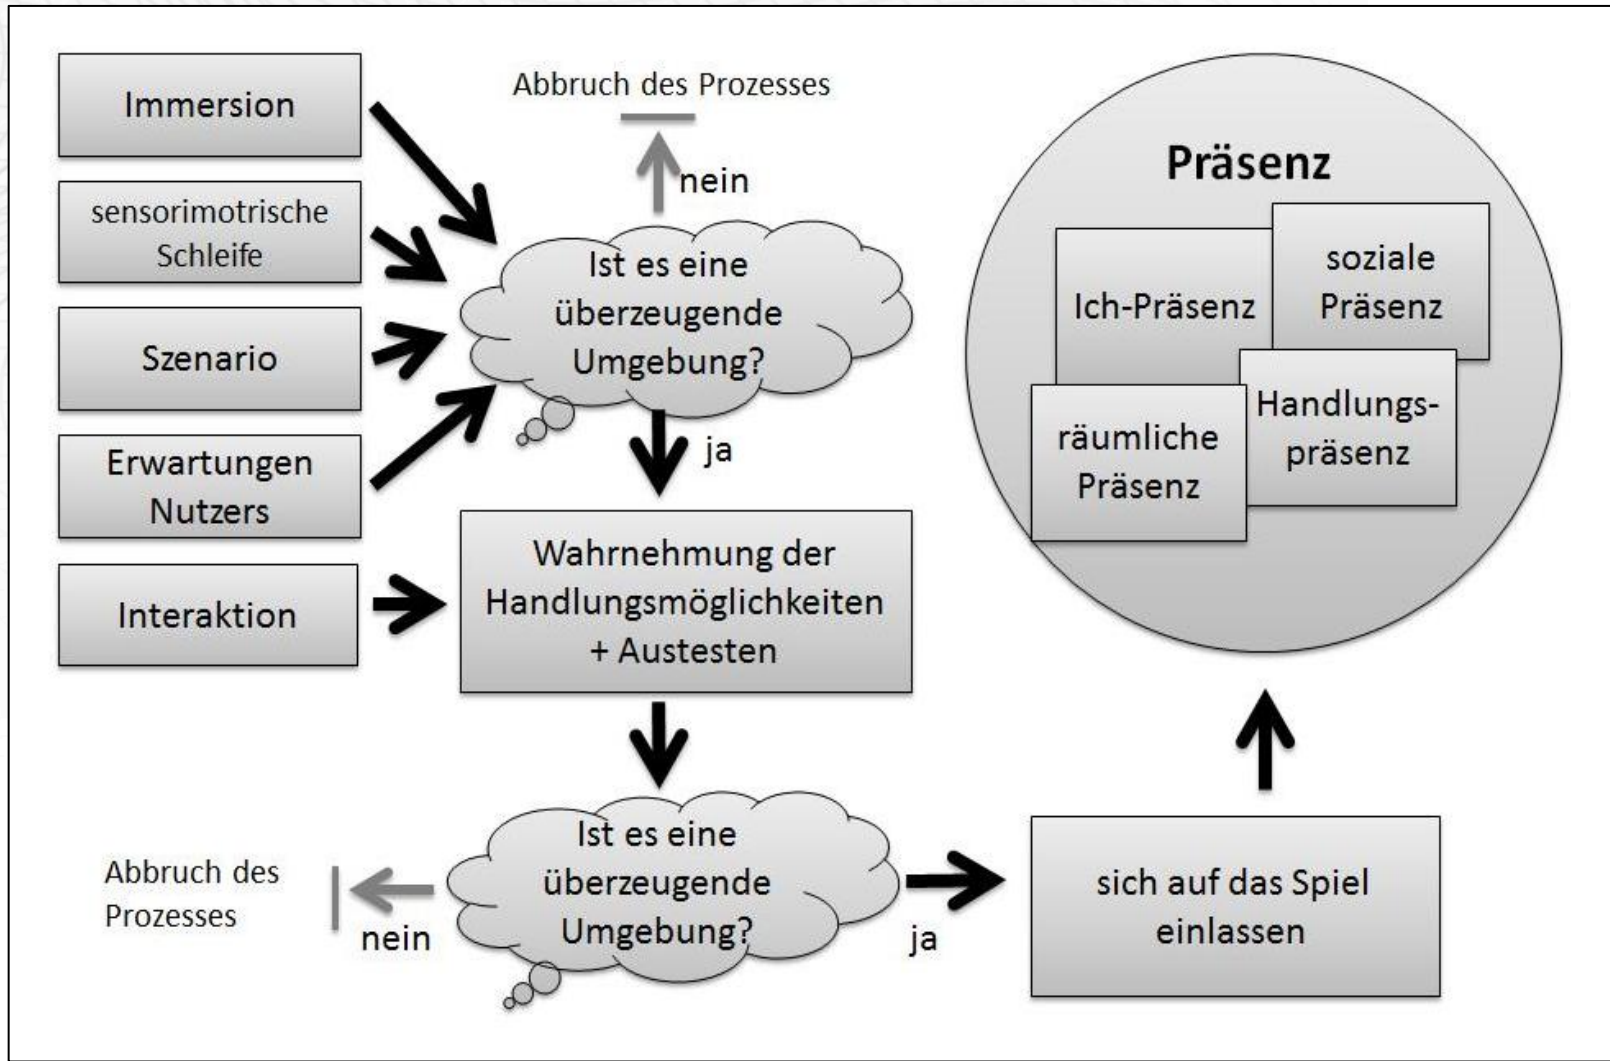 Immersion
sensorimotrische
Schleife
Szenario
Erwartungen
Nutzers
Interaktion
Abbruch des Prozesses
nein
Ist es eine
überzeugende
Umgebung?
ja
Wahrnehmung der
Handlungsmöglichkeiten
+ Austesten
Ist es eine
überzeugende
Umgebung?
nein
Abbruch des
Prozesses
ja
sich auf das Spiel
einlassen
Präsenz
Ich-Präsenz
soziale
Präsenz
räumliche
Präsenz
Handlungs-
präsenz